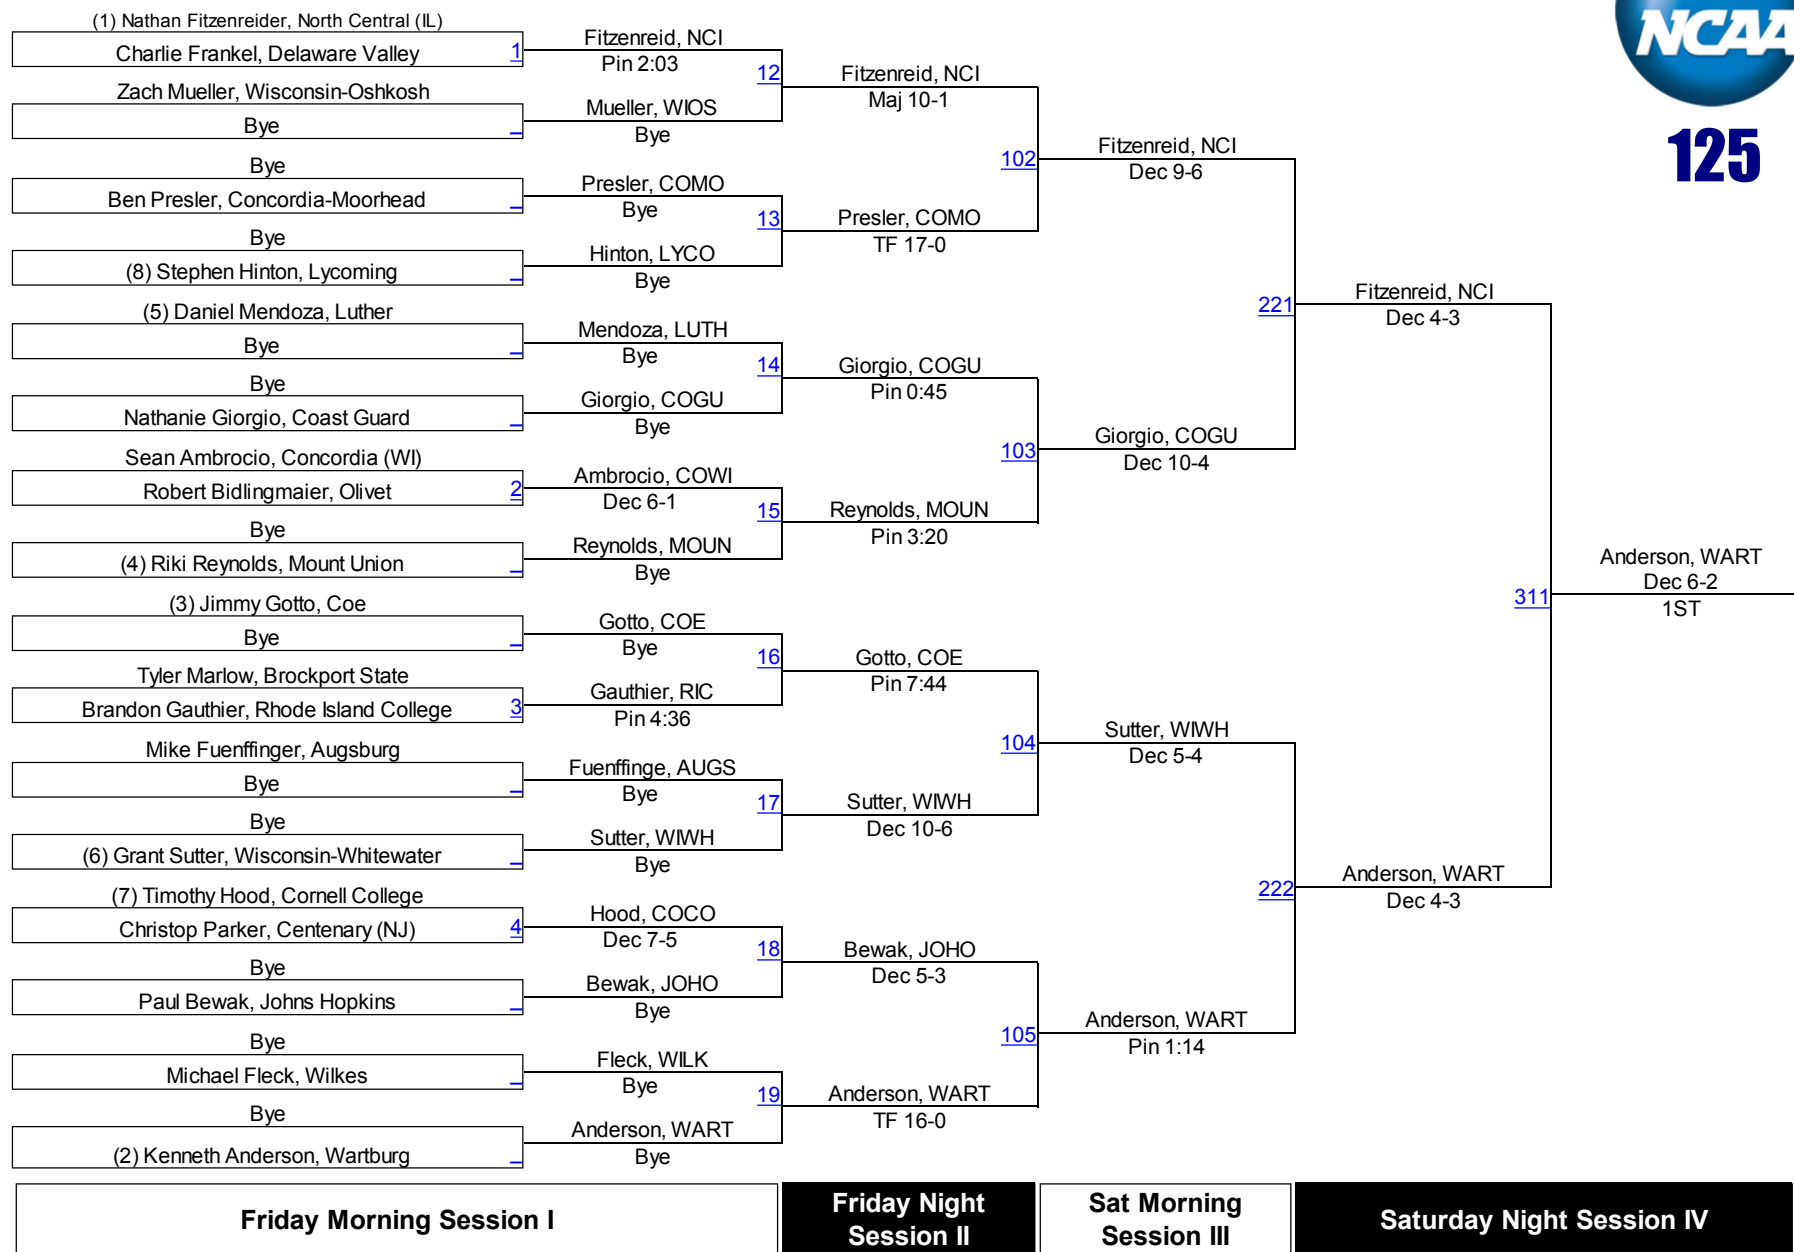 NCAA
125
(1) Nathan Fitzenreider, North Central (IL)
Charlie Frankel, Delaware Valley
1
Zach Mueller, Wisconsin-Oshkosh
Bye
Bye
Ben Presler, Concordia-Moorhead
Bye
(8) Stephen Hinton, Lycoming
(5) Daniel Mendoza, Luther
Bye
Bye
Nathanie Giorgio, Coast Guard
Sean Ambrocio, Concordia (WI)
Robert Bidlingmaier, Olivet
2
Bye
(4) Riki Reynolds, Mount Union
(3) Jimmy Gotto, Coe
Bye
Tyler Marlow, Brockport State
Brandon Gauthier, Rhode Island College
3
Mike Fuenffinger, Augsburg
Bye
Bye
(6) Grant Sutter, Wisconsin-Whitewater
(7) Timothy Hood, Cornell College
Christop Parker, Centenary (NJ)
4
Bye
Paul Bewak, Johns Hopkins
Bye
Michael Fleck, Wilkes
Bye
(2) Kenneth Anderson, Wartburg
Fitzenreid, NCI
Pin 2:03
12
Mueller, WIOS
Bye
Presler, COMO
Bye
13
Hinton, LYCO
Bye
Mendoza, LUTH
Bye
14
Giorgio, COGU
Bye
Ambrocio, COWI
Dec 6-1
15
Reynolds, MOUN
Bye
Gotto, COE
Bye
16
Gauthier, RIC
Pin 4:36
Fuenffinge, AUGS
Bye
17
Sutter, WIWH
Bye
Hood, COCO
Dec 7-5
18
Bewak, JOHO
Bye
Fleck, WILK
Bye
19
Anderson, WART
Bye
Fitzenreid, NCI
Maj 10-1
102
Presler, COMO
TF 17-0
Giorgio, COGU
Pin 0:45
103
Reynolds, MOUN
Pin 3:20
Gotto, COE
Pin 7:44
104
Sutter, WIWH
Dec 10-6
Bewak, JOHO
Dec 5-3
105
Anderson, WART
TF 16-0
Fitzenreid, NCI
Dec 9-6
221
Giorgio, COGU
Dec 10-4
Sutter, WIWH
Dec 5-4
222
Anderson, WART
Pin 1:14
Fitzenreid, NCI
Dec 4-3
311
Anderson, WART
Dec 4-3
Anderson, WART
Dec 6-2
1ST
Friday Morning Session I
Friday Night
Session II
Sat Morning
Session III
Saturday Night Session IV